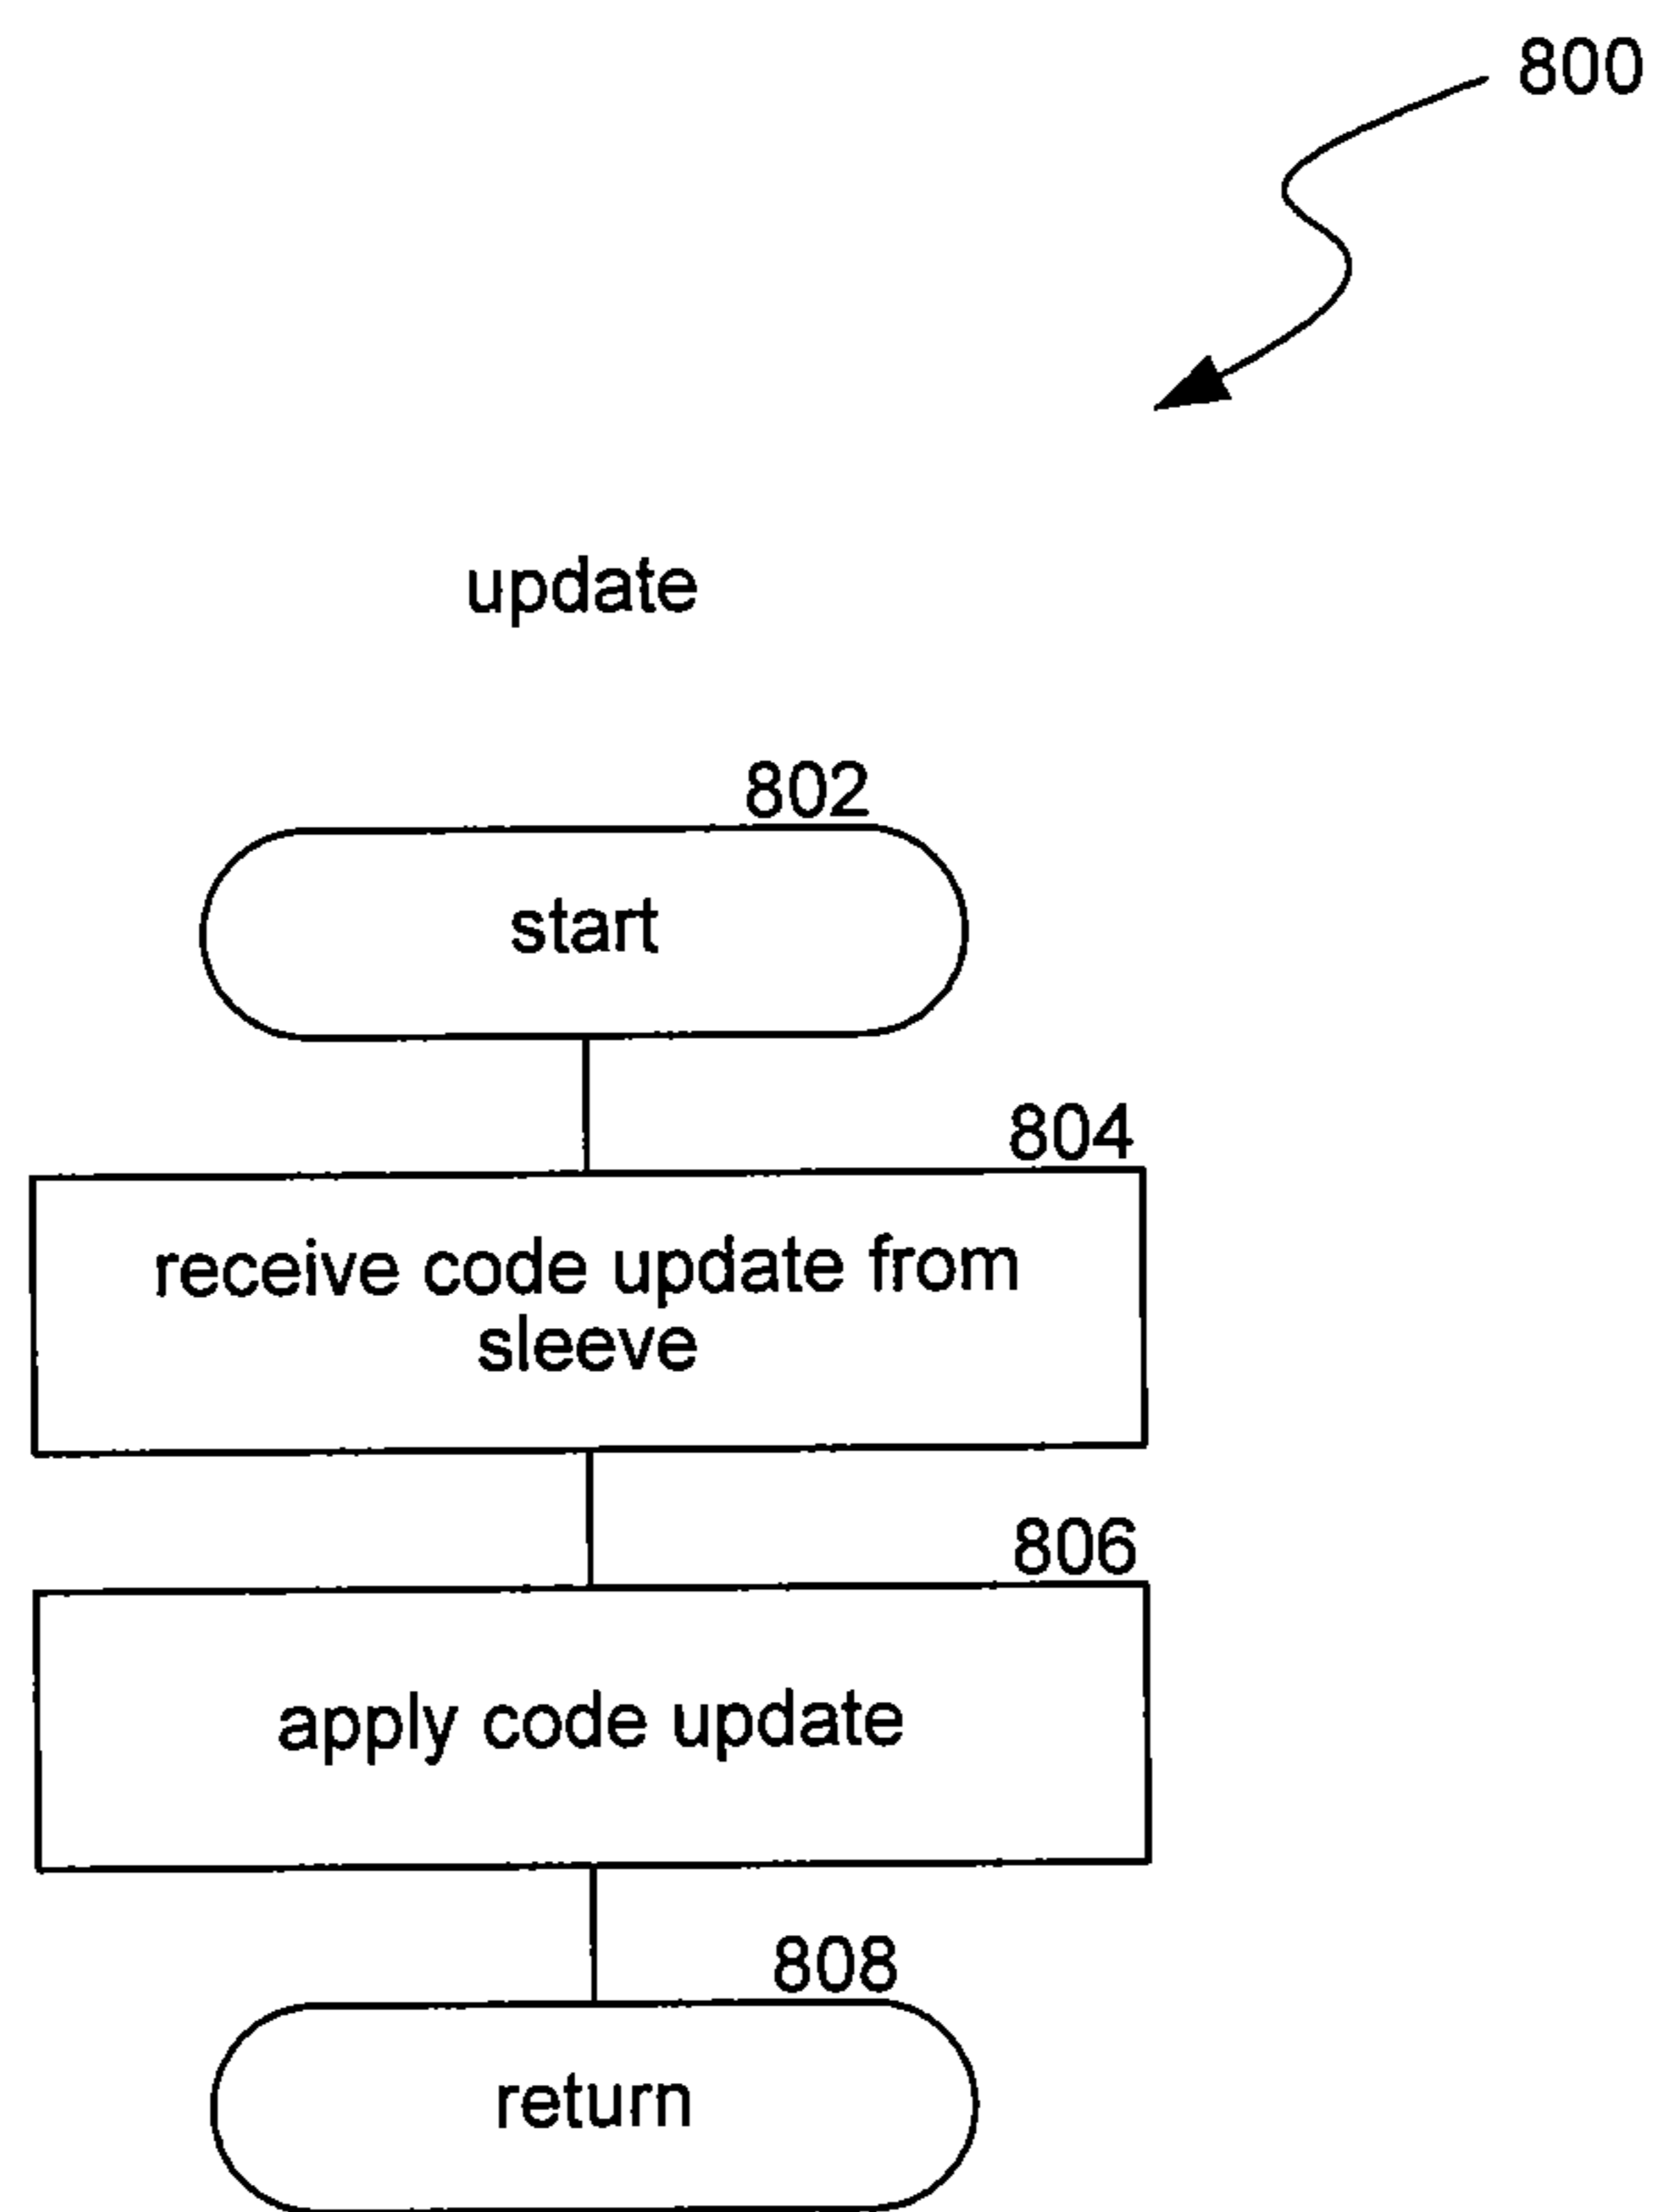 800
update
802
start
804
receive code update from
sleeve
806
apply code update
808
return